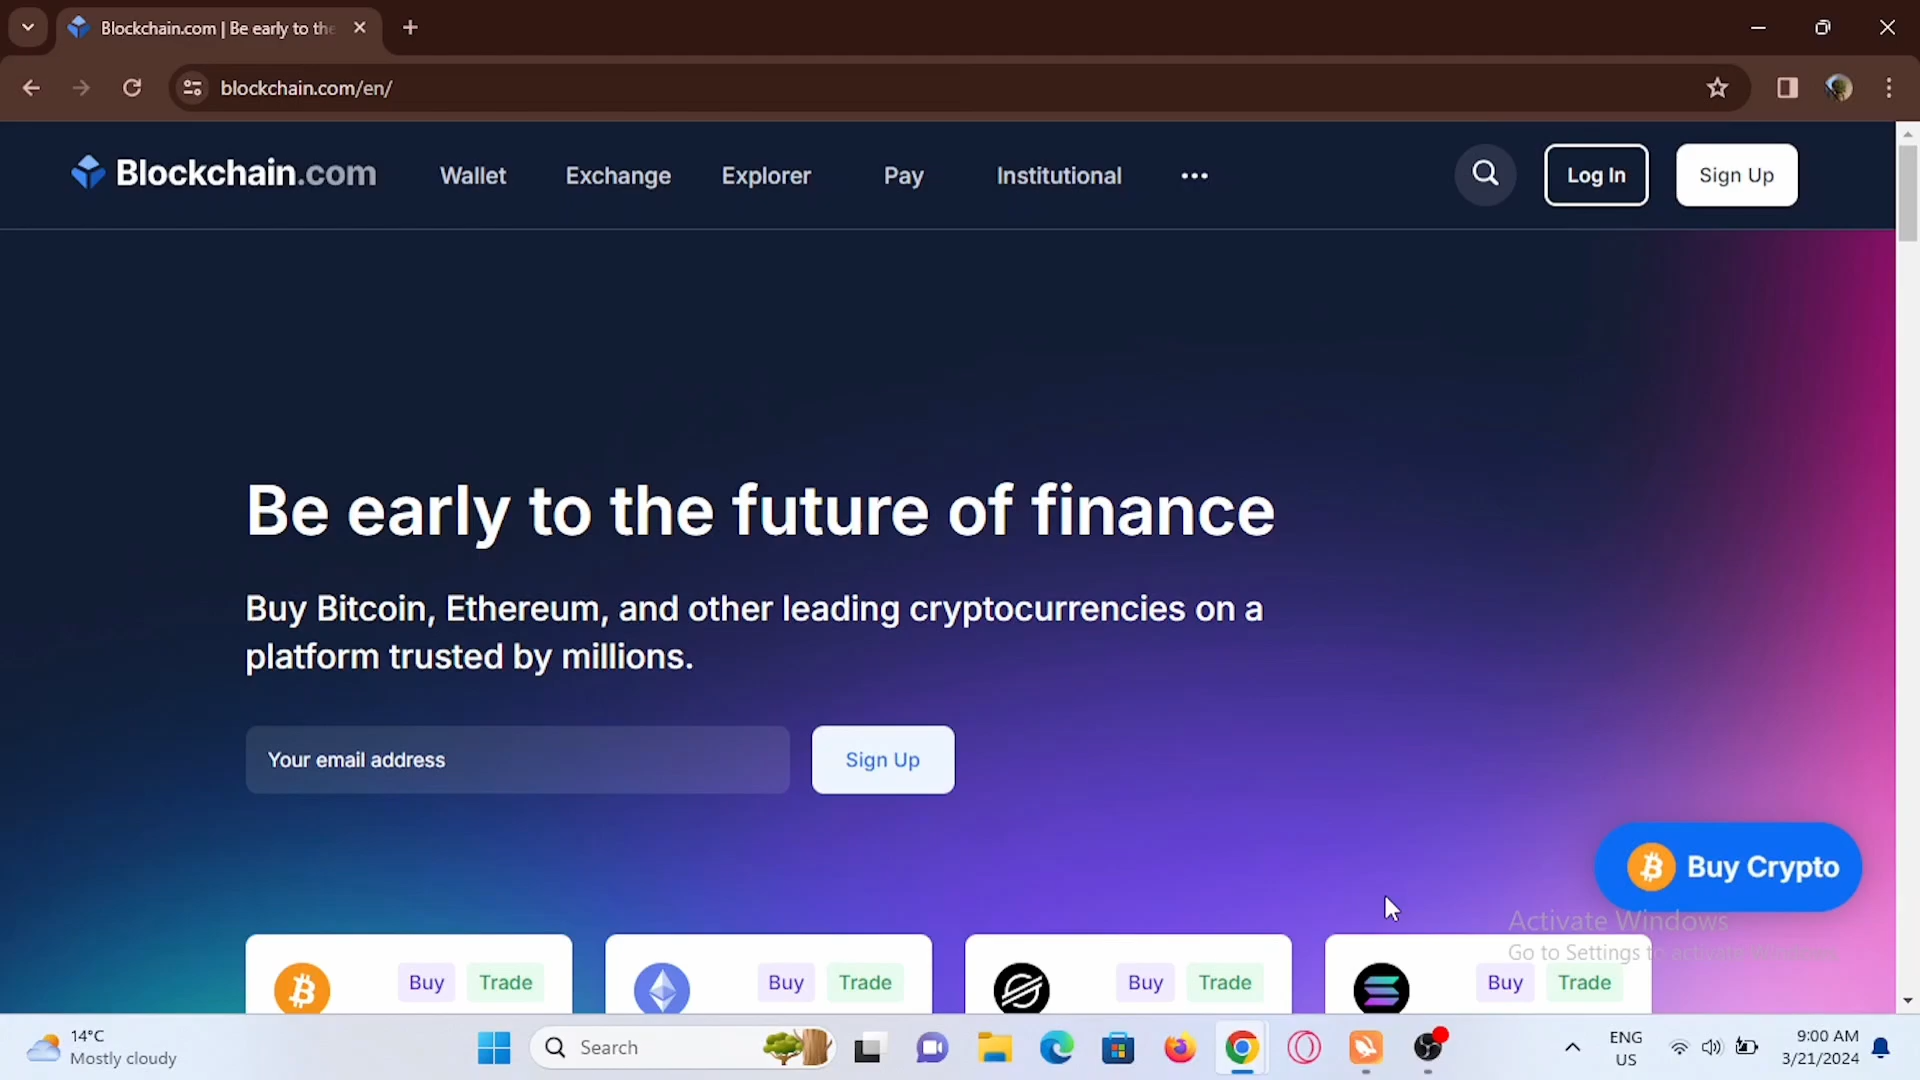 Blockchain.com | Be early to the
blockchain.com/en/
Blockchain.com
Wallet
Exchange
Explorer
Pay
Institutional
Log In
Sign Up
Be early to the future of finance
Buy Bitcoin, Ethereum, and other leading cryptocurrencies on a
platform trusted by millions.
Your email address
Sign Up
Buy Crypto
Activate Windows
Go to Settings to activate Windows.
Buy Trade
Buy Trade
Buy Trade
Buy Trade
14°C
Mostly cloudy
Search
ENG
US
9:00 AM
3/21/2024